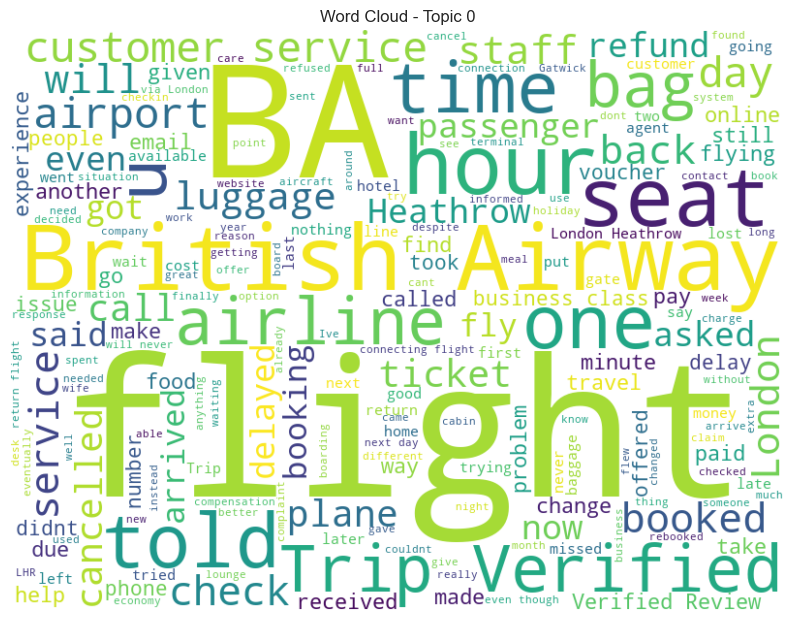 Word Cloud - Topic 0
customer service
care
cancel
found
staff
refund
going
will
given
refused
full
connection
Gatwick
customer
day
via London
checkin
sent
want
system
BA
time
bag
airport
email
point
passenger
dont
two
online
people
available
hour
see
terminal
agent
still
experience
even
went
situation
u
website
aircraft
around
back
voucher
flying
another
got
luggage
hotel
try
use
contact
book
seat
need
decided
work
Heathrow
informed
holiday
lost
year
reason
last
nothing
line
despite
London Heathrow
long
company
British Airway
wait
cost
getting
board
find
cant
meal
put
gate
go
great
offer
took
issue
information
call
option
called
business class
pay
week
response
finally
airline
fly
one
say
charge
said
make
will never
already
Ive
asked
spent
connecting flight
first
minute
delay
without
return flight
service
needed
wife
food
anything
waiting
ticket
next
good
travel
London
delayed
booking
return
came
cabin
problem
know
money
arrive
extra
flight
able
home
next day
way
different
trying
never
baggage
offered
flew
changed
claim
checked
paid
desk
eventually
well
cancelled
number
instead
arrived
Trip
boarding
night
business
thing
someone
late
much
compensation
better
complaint
plane
change
now
booked
didnt
used
new
told
later
gave
couldnt
missed
rebooked
take
due
Trip Verified
LHR
left
tried
lounge
check
give
month
help
phone
economy
received
really
made
even though
Verified Review